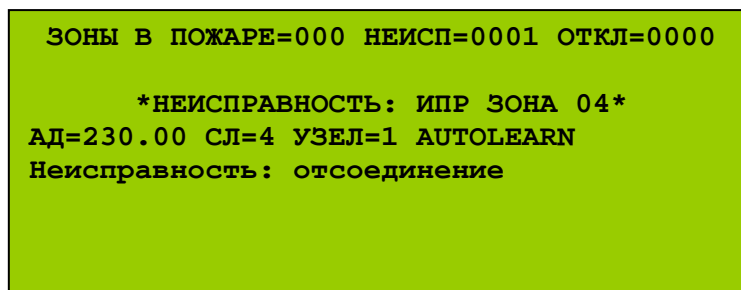 ЗОНЫ В ПОЖАРЕ=000 НЕИСП=0001 ОТКЛ=0000
*НЕИСПРАВНОСТЬ: ИПР ЗОНА 04*
АД=230.00 СЛ=4 УЗЕЛ=1 AUTOLEARN
Неисправность: отсоединение